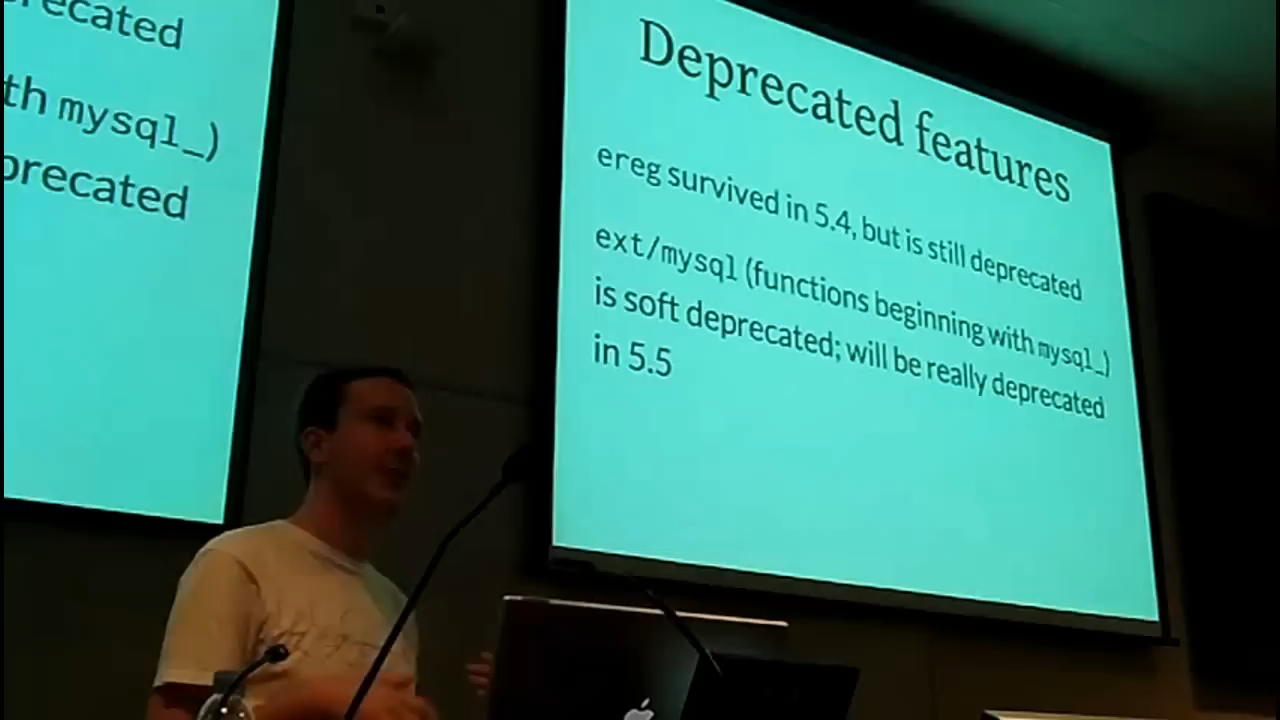 recated
th mysql_)
precated
Deprecated features
ereg survived in 5.4, but is still deprecated
ext/mysql (functions beginning with mysql_)
is soft deprecated; will be really deprecated
in 5.5